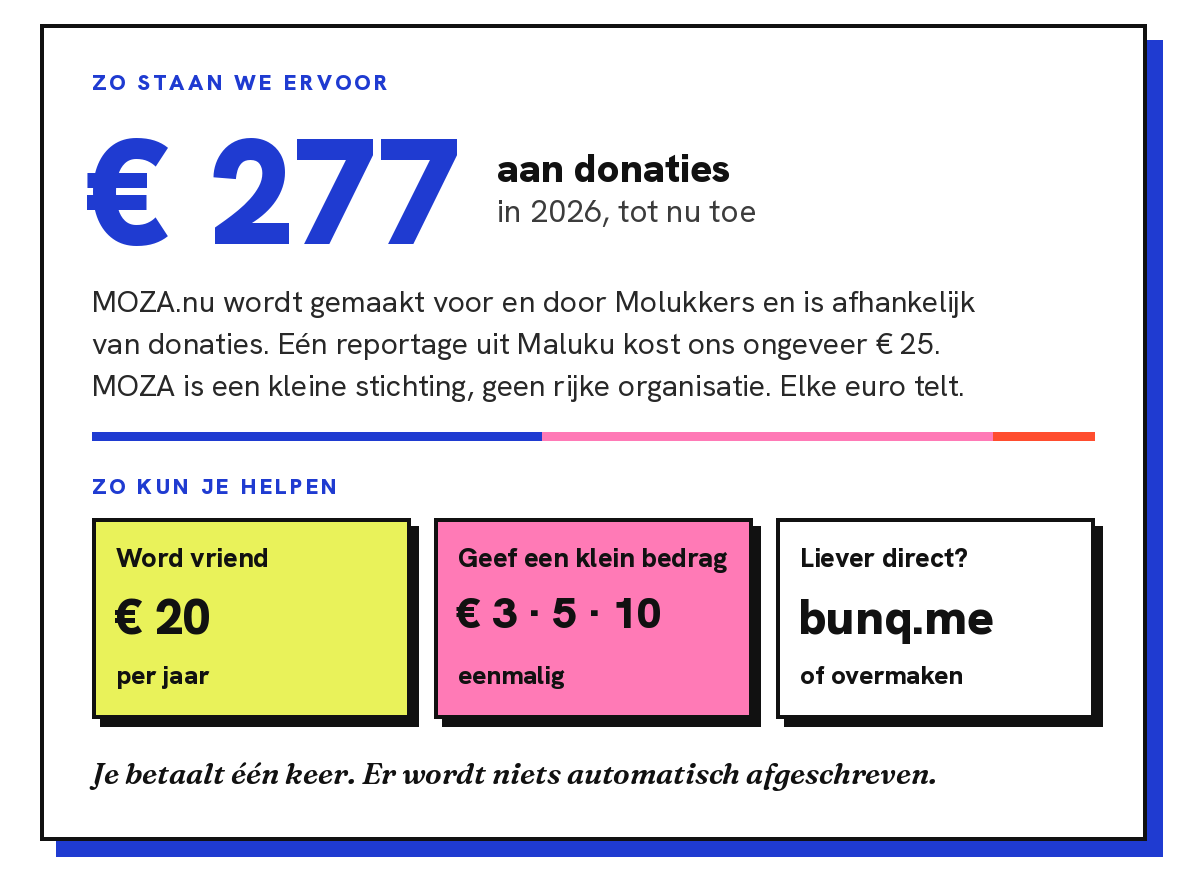 ZO STAAN WE ERVOOR
€ 277
aan donaties
in 2026, tot nu toe
MOZA.nu wordt gemaakt voor en door Molukkers en is afhankelijk
van donaties. Eén reportage uit Maluku kost ons ongeveer € 25.
MOZA is een kleine stichting, geen rijke organisatie. Elke euro telt.
ZO KUN JE HELPEN
Word vriend
€ 20
per jaar
Geef een klein bedrag
€ 3 · 5 · 10
eenmalig
Liever direct?
bunq.me
of overmaken
Je betaalt één keer. Er wordt niets automatisch afgeschreven.